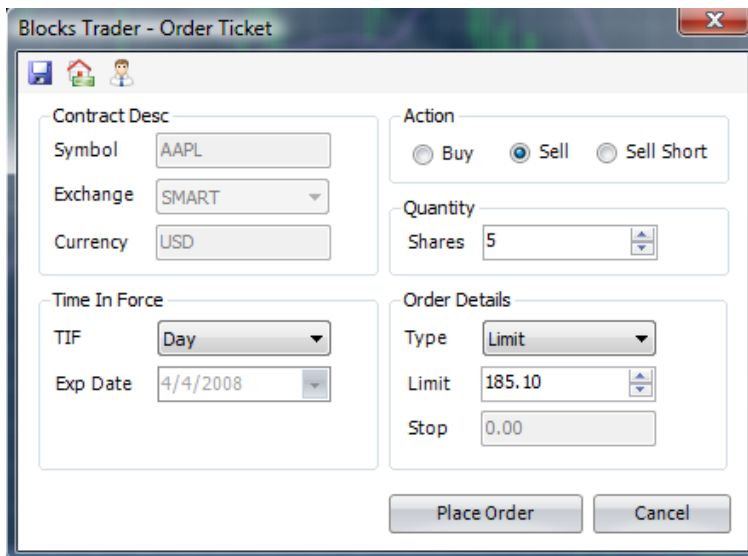 Blocks Trader - Order Ticket
Contract Desc
Symbol AAPL
Exchange SMART
Currency USD
Action
Buy Sell Sell Short
Quantity
Shares 5
Time In Force
TIF Day
Exp Date 4/4/2008
Order Details
Type Limit
Limit 185.10
Stop 0.00
Place Order Cancel